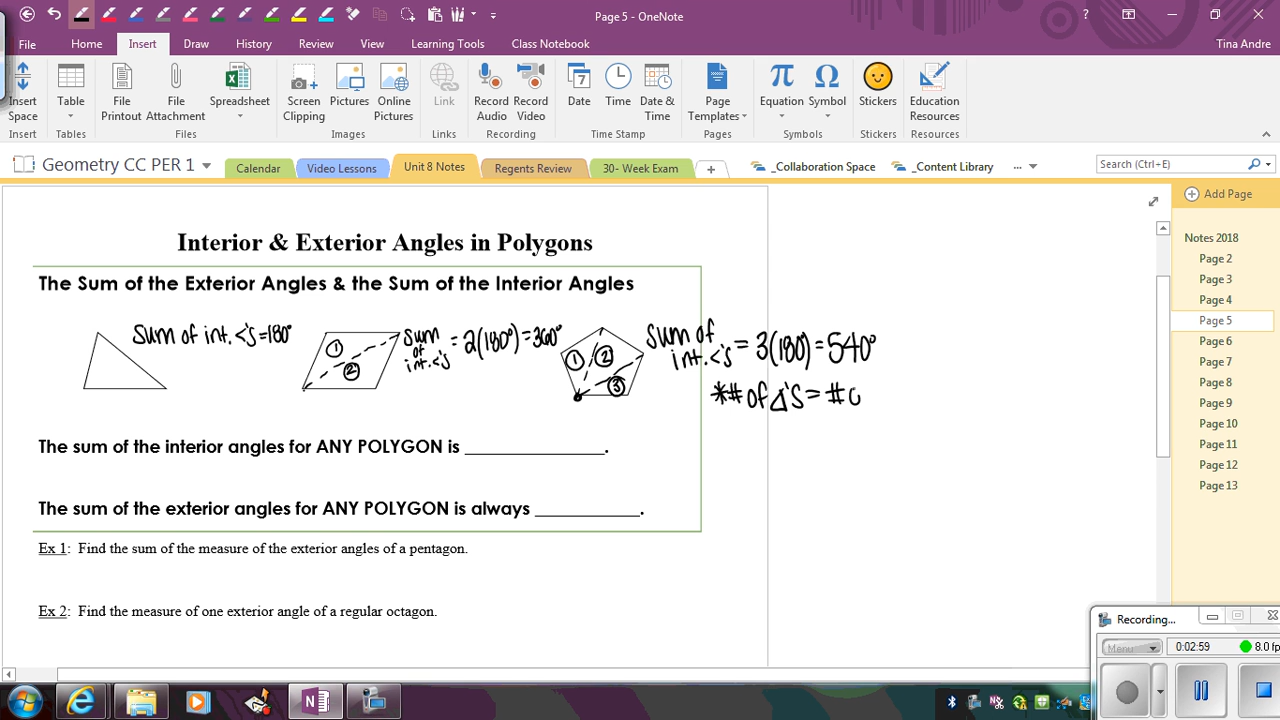 Page 5 - OneNote
Tina Andre
File Home Insert Draw History Review View Learning Tools Class Notebook
Insert Space
Table
File Printout
File Attachment
Spreadsheet
Screen Clipping
Pictures
Online Pictures
Link
Record Audio
Record Video
Date
Time
Date & Time
Page Templates
Equation
Symbol
Stickers
Education Resources
Insert Tables Files Images Links Recording Time Stamp Pages Symbols Stickers Resources
Geometry CC PER 1 Calendar Video Lessons Unit 8 Notes Regents Review 30- Week Exam _Collaboration Space _Content Library ... Search (Ctrl+E)
Add Page
Notes 2018
Page 2
Page 3
Page 4
Page 5
Page 6
Page 7
Page 8
Page 9
Page 10
Page 11
Page 12
Page 13
Interior & Exterior Angles in Polygons
The Sum of the Exterior Angles & the Sum of the Interior Angles
Sum of int. <'s = 180°
① ②
Sum of int. <'s = 2(180°) = 360°
① ② ③
Sum of int. <'s = 3(180) = 540°
*# of Δ's = #
The sum of the interior angles for ANY POLYGON is ______________.
The sum of the exterior angles for ANY POLYGON is always ___________.
Ex 1: Find the sum of the measure of the exterior angles of a pentagon.
Ex 2: Find the measure of one exterior angle of a regular octagon.
Recording...
Menu 0:02:59 8.0 fp